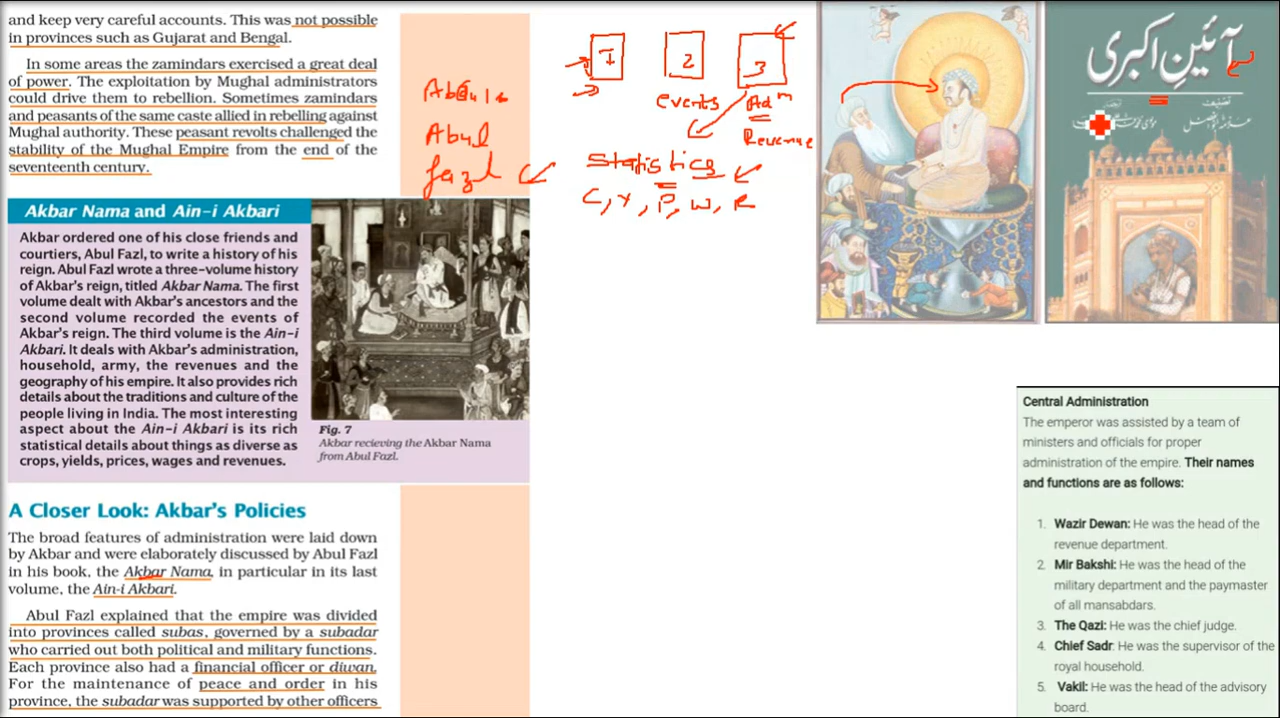 and keep very careful accounts. This was not possible
in provinces such as Gujarat and Bengal.
In some areas the zamindars exercised a great deal
of power. The exploitation by Mughal administrators
could drive them to rebellion. Sometimes zamindars
and peasants of the same caste allied in rebelling against
Mughal authority. These peasant revolts challenged the
stability of the Mughal Empire from the end of the
seventeenth century.
Akbar Nama and Ain-i Akbari
Akbar ordered one of his close friends and
courtiers, Abul Fazl, to write a history of his
reign. Abul Fazl wrote a three-volume history
of Akbar's reign, titled Akbar Nama. The first
volume dealt with Akbar's ancestors and the
second volume recorded the events of
Akbar's reign. The third volume is the Ain-i
Akbari. It deals with Akbar's administration,
household, army, the revenues and the
geography of his empire. It also provides rich
details about the traditions and culture of the
people living in India. The most interesting
aspect about the Ain-i Akbari is its rich
statistical details about things as diverse as
crops, yields, prices, wages and revenues.
Fig. 7
Akbar recieving the Akbar Nama
from Abul Fazl.
A Closer Look: Akbar's Policies
The broad features of administration were laid down
by Akbar and were elaborately discussed by Abul Fazl
in his book, the Akbar Nama, in particular in its last
volume, the Ain-i Akbari.
Abul Fazl explained that the empire was divided
into provinces called subas, governed by a subadar
who carried out both political and military functions.
Each province also had a financial officer or diwan.
For the maintenance of peace and order in his
province, the subadar was supported by other officers
Abul
Fazl
1 2 3
events Adm
Revenue
Statistics
C, Y, P, W, R
آئینِ اکبری
Central Administration
The emperor was assisted by a team of
ministers and officials for proper
administration of the empire. Their names
and functions are as follows:
1. Wazir Dewan: He was the head of the
revenue department.
2. Mir Bakshi: He was the head of the
military department and the paymaster
of all mansabdars.
3. The Qazi: He was the chief judge.
4. Chief Sadr: He was the supervisor of the
royal household.
5. Vakil: He was the head of the advisory
board.